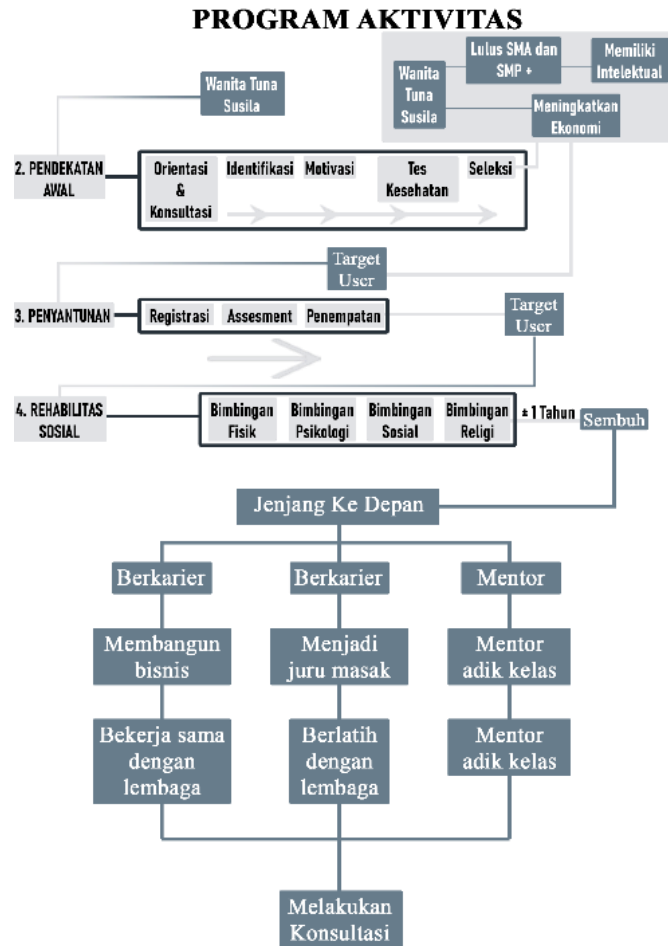 PROGRAM AKTIVITAS
Wanita Tuna
Susila
Wanita
Tuna
Susila
Lulus SMA dan
SMP +
Memiliki
Intelektual
Meningkatkan
Ekonomi
2. PENDEKATAN
AWAL
Orientasi
&
Konsultasi
Identifikasi
Motivasi
Tes
Kesehatan
Seleksi
Target
User
3. PENYANTUNAN
Registrasi
Assesment
Penempatan
Target
User
4. REHABILITAS
SOSIAL
Bimbingan
Fisik
Bimbingan
Psikologi
Bimbingan
Sosial
Bimbingan
Religi
± 1 Tahun
Sembuh
Jenjang Ke Depan
Berkarier
Berkarier
Mentor
Membangun
bisnis
Menjadi
juru masak
Mentor
adik kelas
Bekerja sama
dengan
lembaga
Berlatih
dengan
lembaga
Mentor
adik kelas
Melakukan
Konsultasi